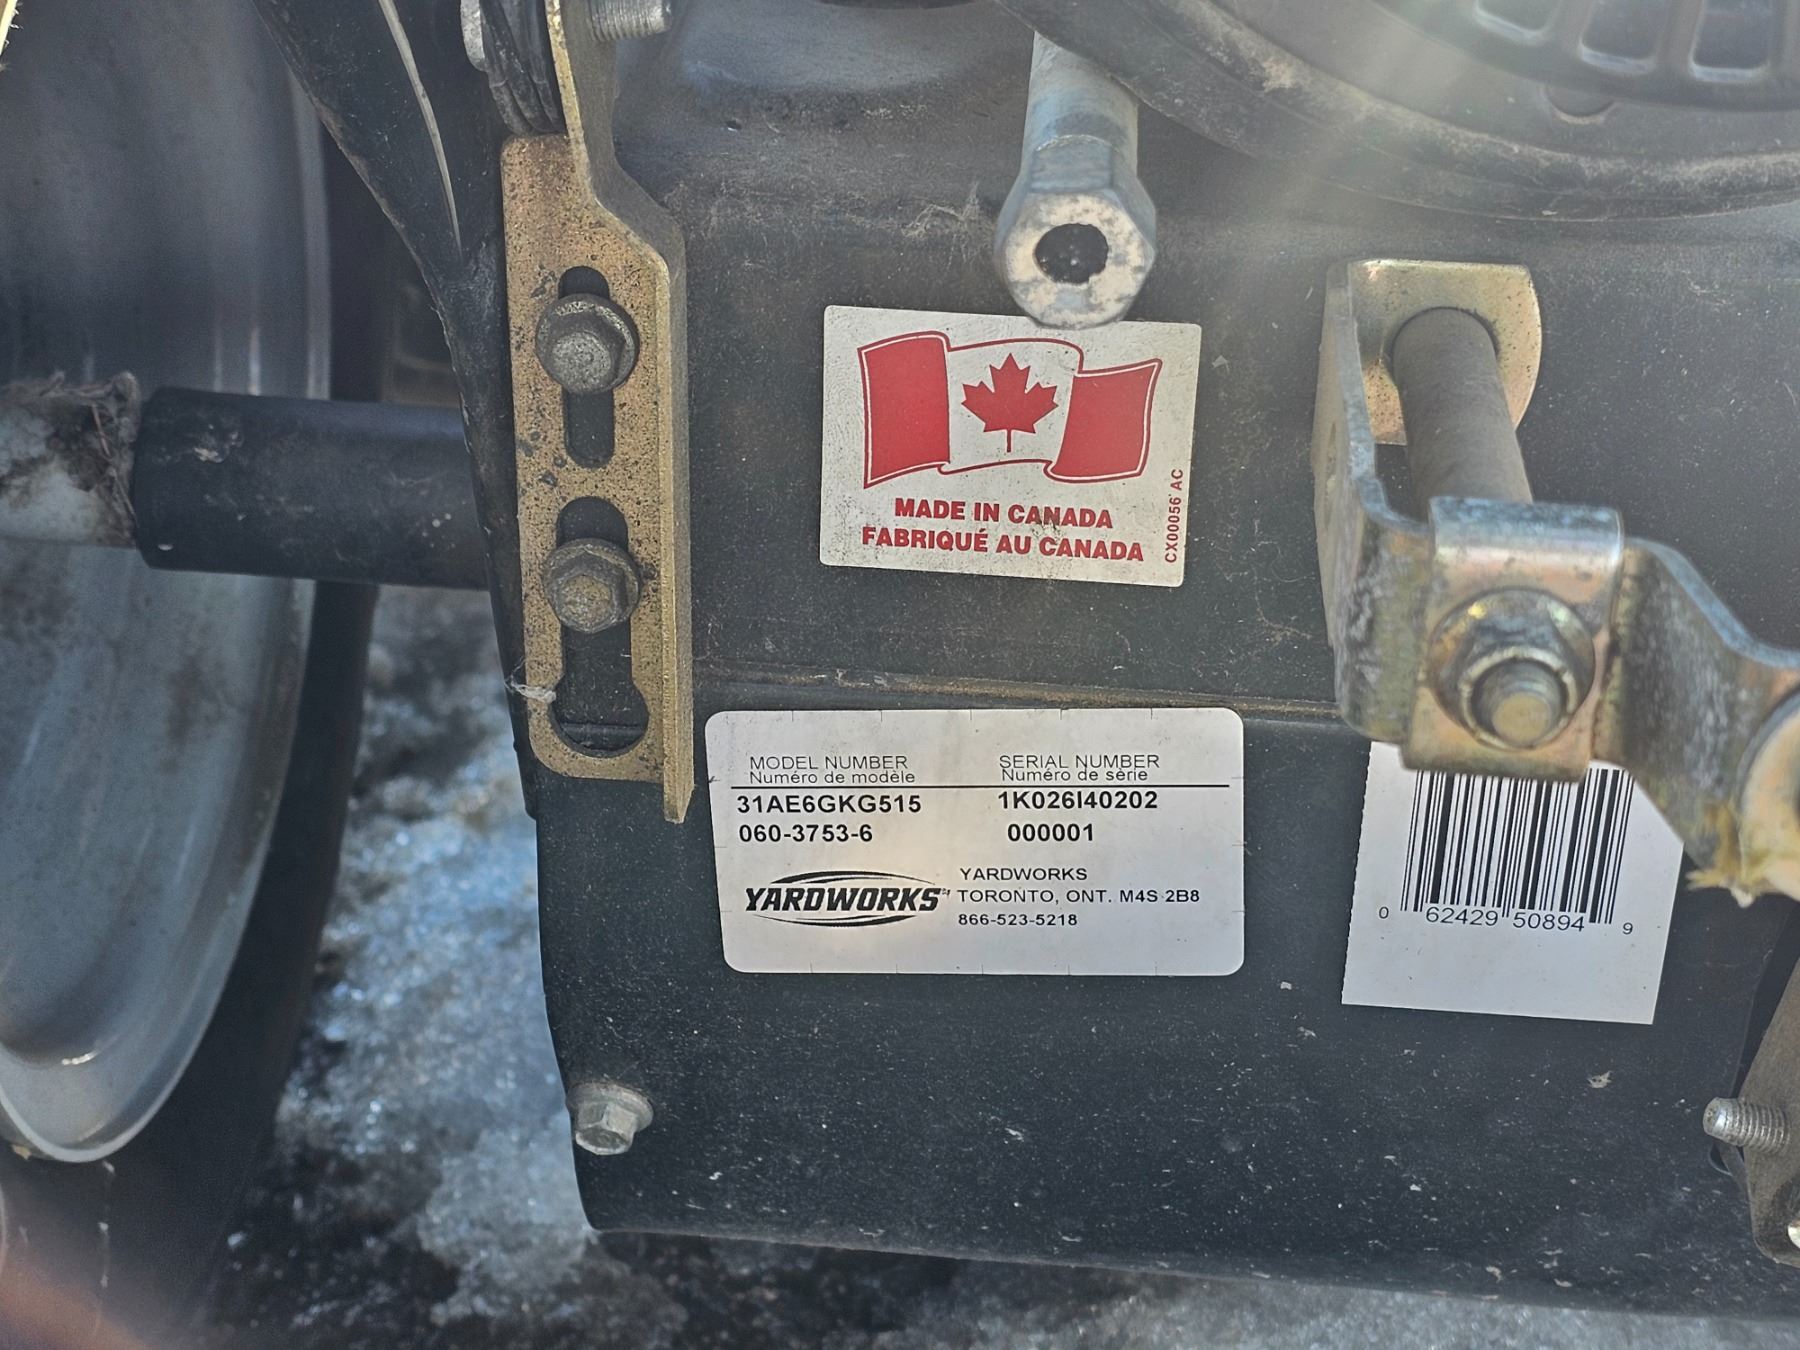 MADE IN CANADA
FABRIQUÉ AU CANADA
CX00056 AC
MODEL NUMBER SERIAL NUMBER
Numéro de modèle Numéro de série
31AE6GKG515 1K026I40202
060-3753-6 000001
YARDWORKS
YARDWORKS
TORONTO, ONT. M4S 2B8
866-523-5218
0 62429 50894 9